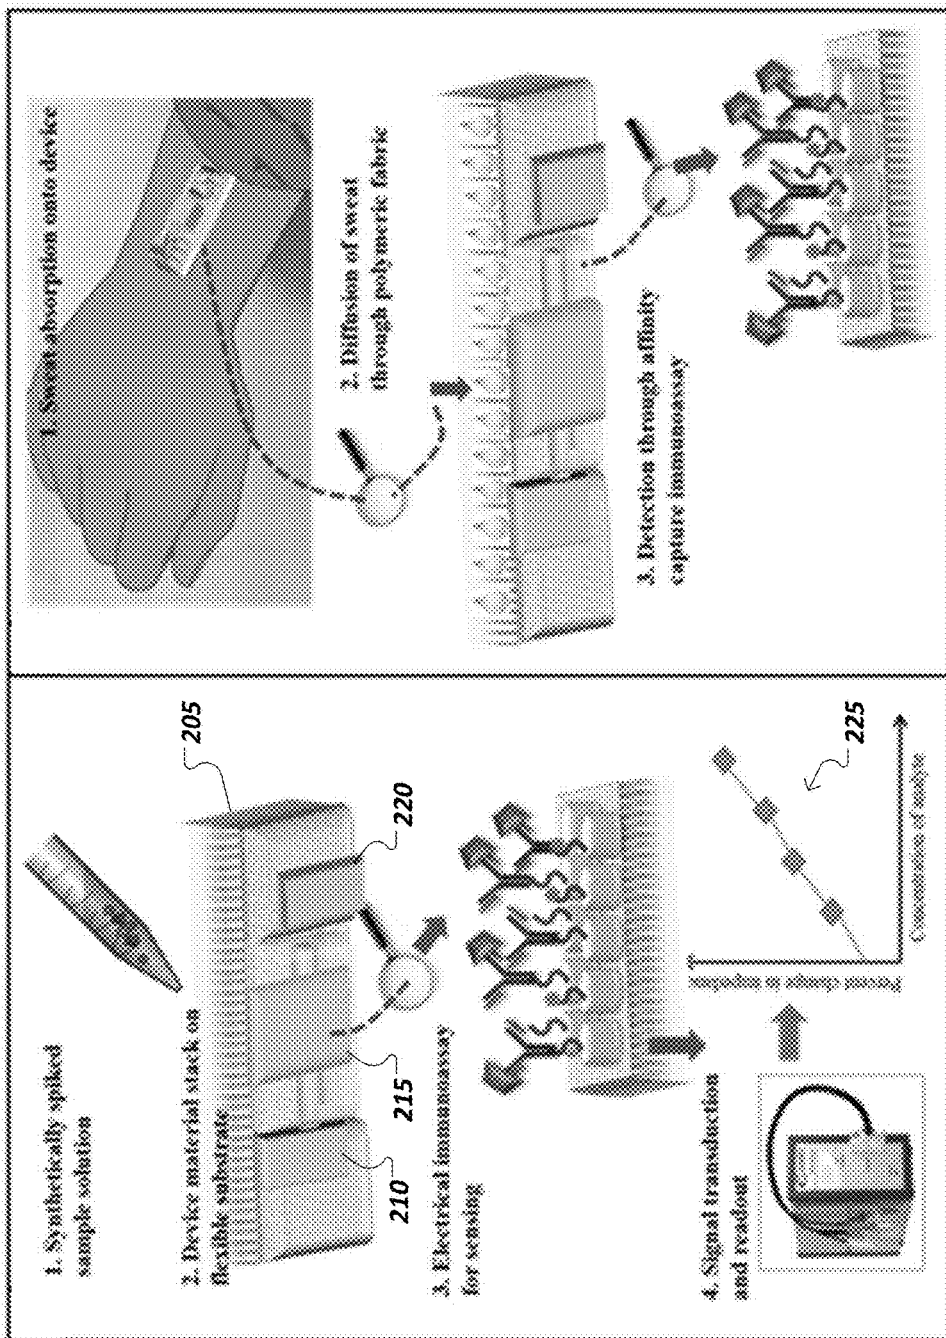 1. Synthetically spiked
sample solution
2. Device material stack on
flexible substrate
205
210
215
220
3. Electrical immunoassay
for sensing
4. Signal transduction
and readout
Percent change in impedance
Concentration of analyte
225
1. Sweat absorption onto device
2. Diffusion of sweat
through polymeric fabric
3. Detection through affinity
capture immunoassay